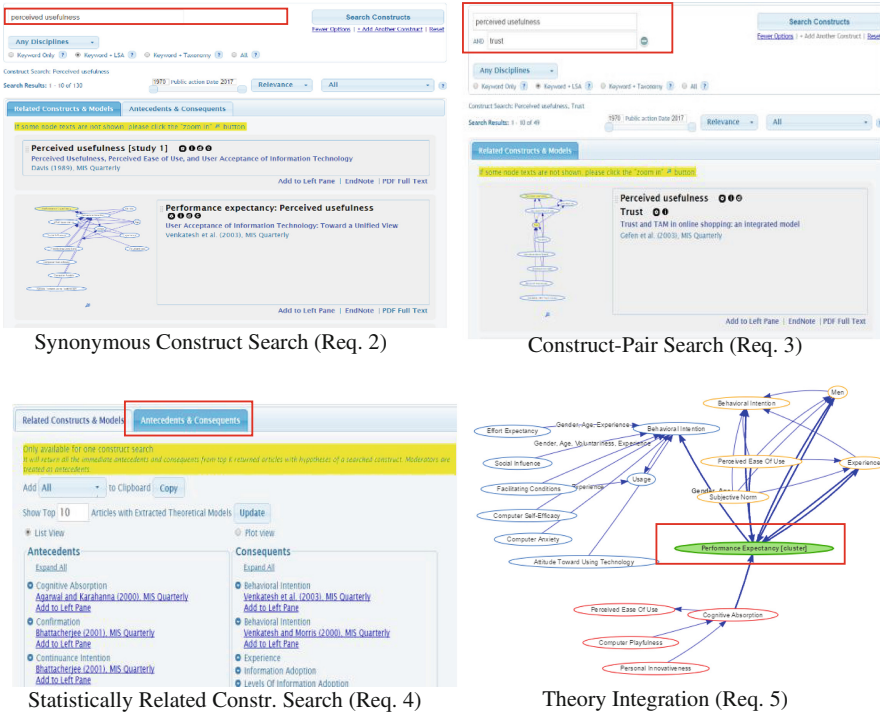 perceived usefulness
Search Constructs
Fewer Options | + Add Another Construct | Reset
Any Disciplines
Keyword Only ? Keyword + LSA ? Keyword + Taxonomy ? All ?
Construct Search: Perceived usefulness
Search Results: 1 - 10 of 130
1970 Public action Date 2017
Relevance
All
Related Constructs & Models
Antecedents & Consequents
If some node texts are not shown, please click the "zoom in" button
Perceived usefulness [study 1]
Perceived Usefulness, Perceived Ease of Use, and User Acceptance of Information Technology
Davis (1989), MIS Quarterly
Add to Left Pane | EndNote | PDF Full Text
Performance expectancy: Perceived usefulness
User Acceptance of Information Technology: Toward a Unified View
Venkatesh et al. (2003), MIS Quarterly
Add to Left Pane | EndNote | PDF Full Text
Synonymous Construct Search (Req. 2)
perceived usefulness
AND trust
Search Constructs
Fewer Options | + Add Another Construct | Reset
Any Disciplines
Keyword Only ? Keyword + LSA ? Keyword + Taxonomy ? All ?
Construct Search: Perceived usefulness, Trust
Search Results: 1 - 10 of 49
1970 Public action Date 2017
Relevance
All
Related Constructs & Models
If some node texts are not shown, please click the "zoom in" button
Perceived usefulness
Trust
Trust and TAM in online shopping: an integrated model
Gefen et al. (2003), MIS Quarterly
Add to Left Pane | EndNote | PDF Full Text
Construct-Pair Search (Req. 3)
Related Constructs & Models
Antecedents & Consequents
Only available for one construct search
It will return all the immediate antecedents and consequents from top K returned articles with hypotheses of a searched construct. Moderators are
treated as antecedents
Add All to Clipboard Copy
Show Top 10 Articles with Extracted Theoretical Models Update
List View
Plot view
Antecedents
Expand All
Cognitive Absorption
Agarwal and Karahanna (2000), MIS Quarterly
Add to Left Pane
Confirmation
Bhattacherjee (2001), MIS Quarterly
Add to Left Pane
Continuance Intention
Bhattacherjee (2001), MIS Quarterly
Add to Left Pane
Consequents
Expand All
Behavioral Intention
Venkatesh et al. (2003), MIS Quarterly
Add to Left Pane
Behavioral Intention
Venkatesh and Morris (2000), MIS Quarterly
Add to Left Pane
Experience
Information Adoption
Levels Of Information Adoption
Statistically Related Constr. Search (Req. 4)
Men
Behavioral Intention
Effort Expectancy
Gender, Age, Experience
Behavioral Intention
Gender, Age, Voluntariness, Experience
Social Influence
Perceived Ease Of Use
Experience
Usage
Facilitating Conditions
Experience
Subjective Norm
Computer Self-Efficacy
Computer Anxiety
Performance Expectancy [cluster]
Attitude Toward Using Technology
Perceived Ease Of Use
Cognitive Absorption
Computer Playfulness
Personal Innovativeness
Theory Integration (Req. 5)